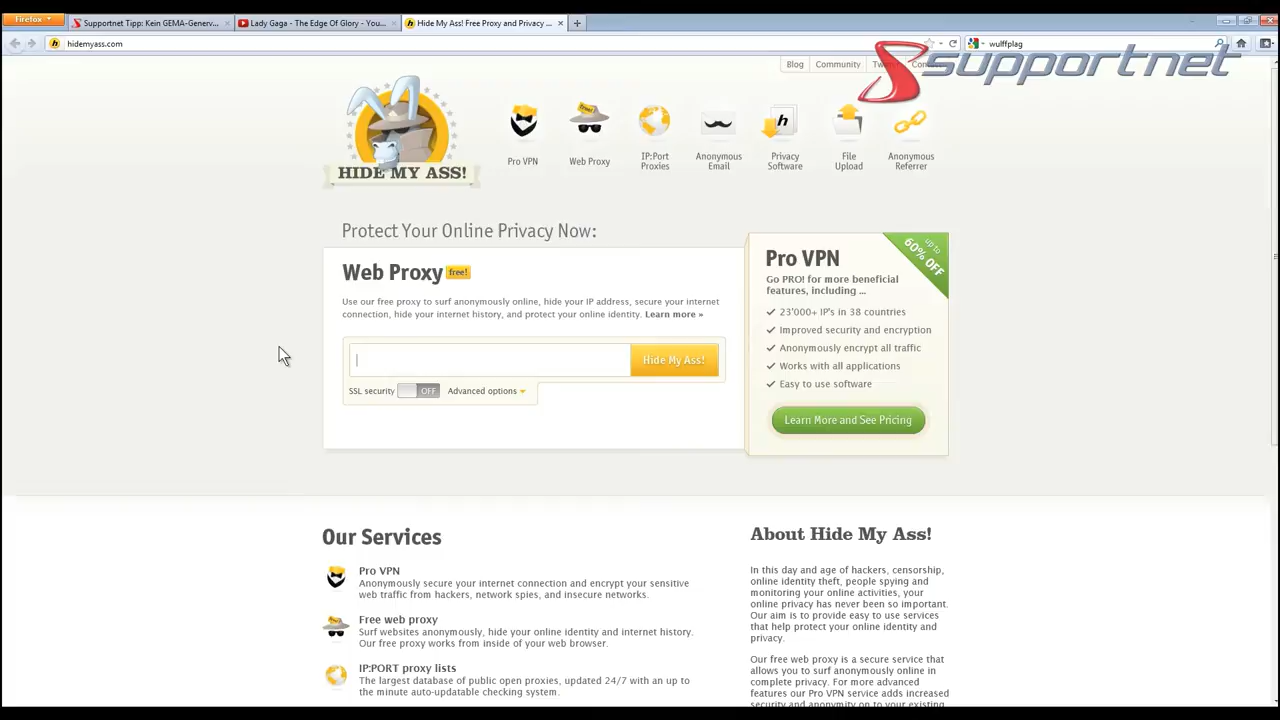 Firefox
Supportnet Tipp: Kein GEMA-Generv...
Lady Gaga - The Edge Of Glory - You...
Hide My Ass! Free Proxy and Privacy ...
hidemyass.com
wulffplag
supportnet
Blog
Community
HIDE MY ASS!
free!
Pro VPN
Web Proxy
IP:Port Proxies
Anonymous Email
h
Privacy Software
File Upload
Anonymous Referrer
Protect Your Online Privacy Now:
Web Proxy free!
Use our free proxy to surf anonymously online, hide your IP address, secure your internet
connection, hide your internet history, and protect your online identity. Learn more »
Hide My Ass!
SSL security OFF Advanced options
up to
60% OFF
Pro VPN
Go PRO! for more beneficial
features, including ...
23'000+ IP's in 38 countries
Improved security and encryption
Anonymously encrypt all traffic
Works with all applications
Easy to use software
Learn More and See Pricing
Our Services
Pro VPN
Anonymously secure your internet connection and encrypt your sensitive
web traffic from hackers, network spies, and insecure networks.
Free web proxy
Surf websites anonymously, hide your online identity and internet history.
Our free proxy works from inside of your web browser.
IP:PORT proxy lists
The largest database of public open proxies, updated 24/7 with an up to
the minute auto-updatable checking system.
About Hide My Ass!
In this day and age of hackers, censorship,
online identity theft, people spying and
monitoring your online activities, your
online privacy has never been so important.
Our aim is to provide easy to use services
that help protect your online identity and
privacy.
Our free web proxy is a secure service that
allows you to surf anonymously online in
complete privacy. For more advanced
features our Pro VPN service adds increased
security and anonymity on to your existing